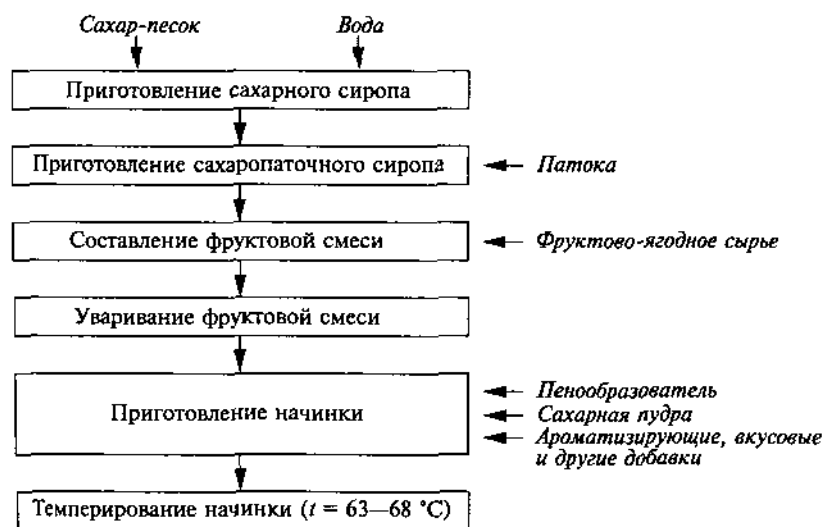 Сахар-песок Вода
Приготовление сахарного сиропа
Приготовление сахаропаточного сиропа Патока
Составление фруктовой смеси Фруктово-ягодное сырье
Уваривание фруктовой смеси
Пенообразователь
Приготовление начинки Сахарная пудра
Ароматизирующие, вкусовые
и другие добавки
Темперирование начинки (t = 63—68 °C)